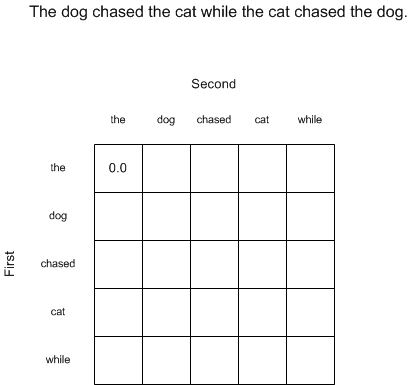 The dog chased the cat while the cat chased the dog.
Second
the dog chased cat while
the 0.0
dog
First
chased
cat
while